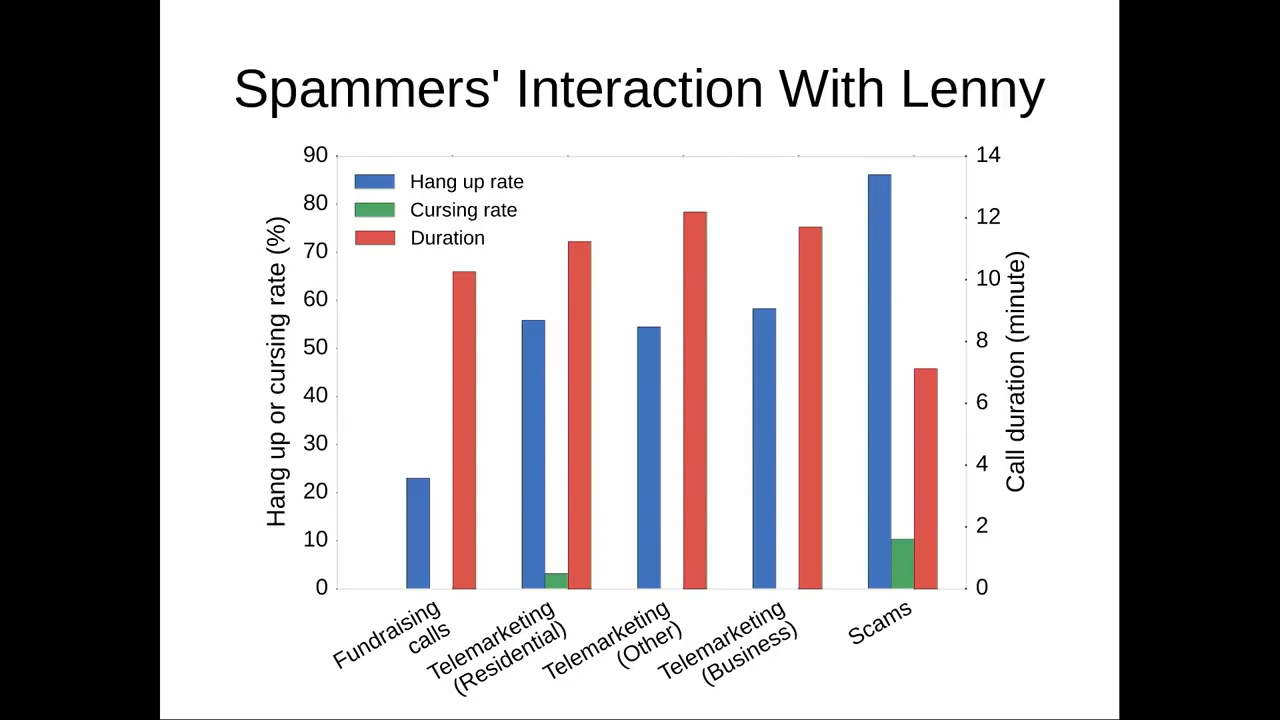 Spammers' Interaction With Lenny
90
80
70
60
50
40
30
20
10
0
Hang up or cursing rate (%)
Hang up rate
Cursing rate
Duration
14
12
10
8
6
4
2
0
Call duration (minute)
Fundraising
calls
Telemarketing
(Residential)
Telemarketing
(Other)
Telemarketing
(Business)
Scams